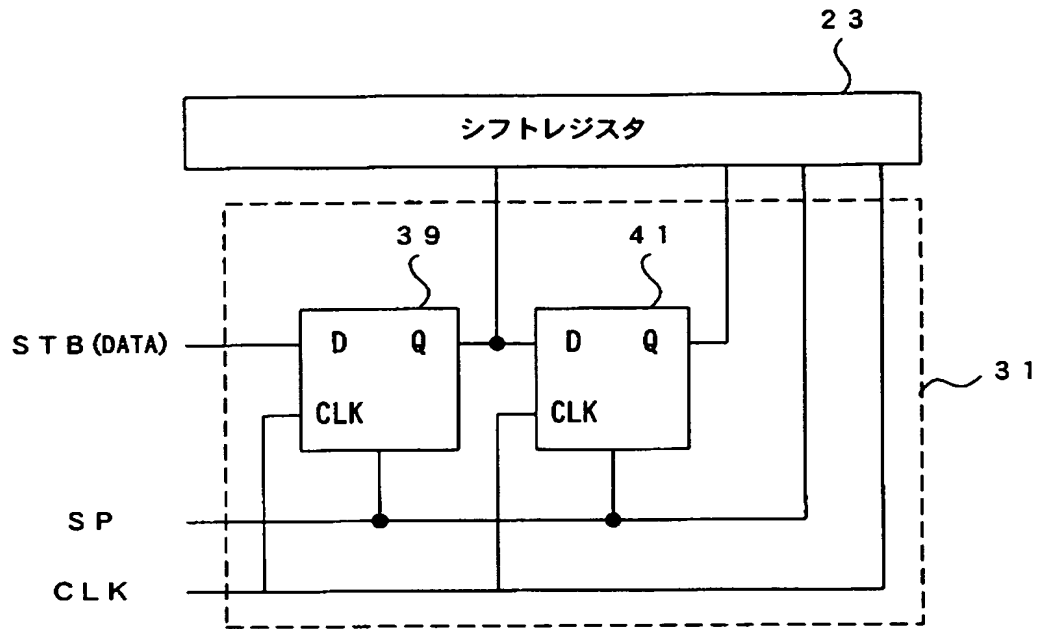 ２３
シフトレジスタ
３９
４１
ＳＴＢ(DATA)
D Q
D Q
３１
CLK
CLK
ＳＰ
ＣＬＫ